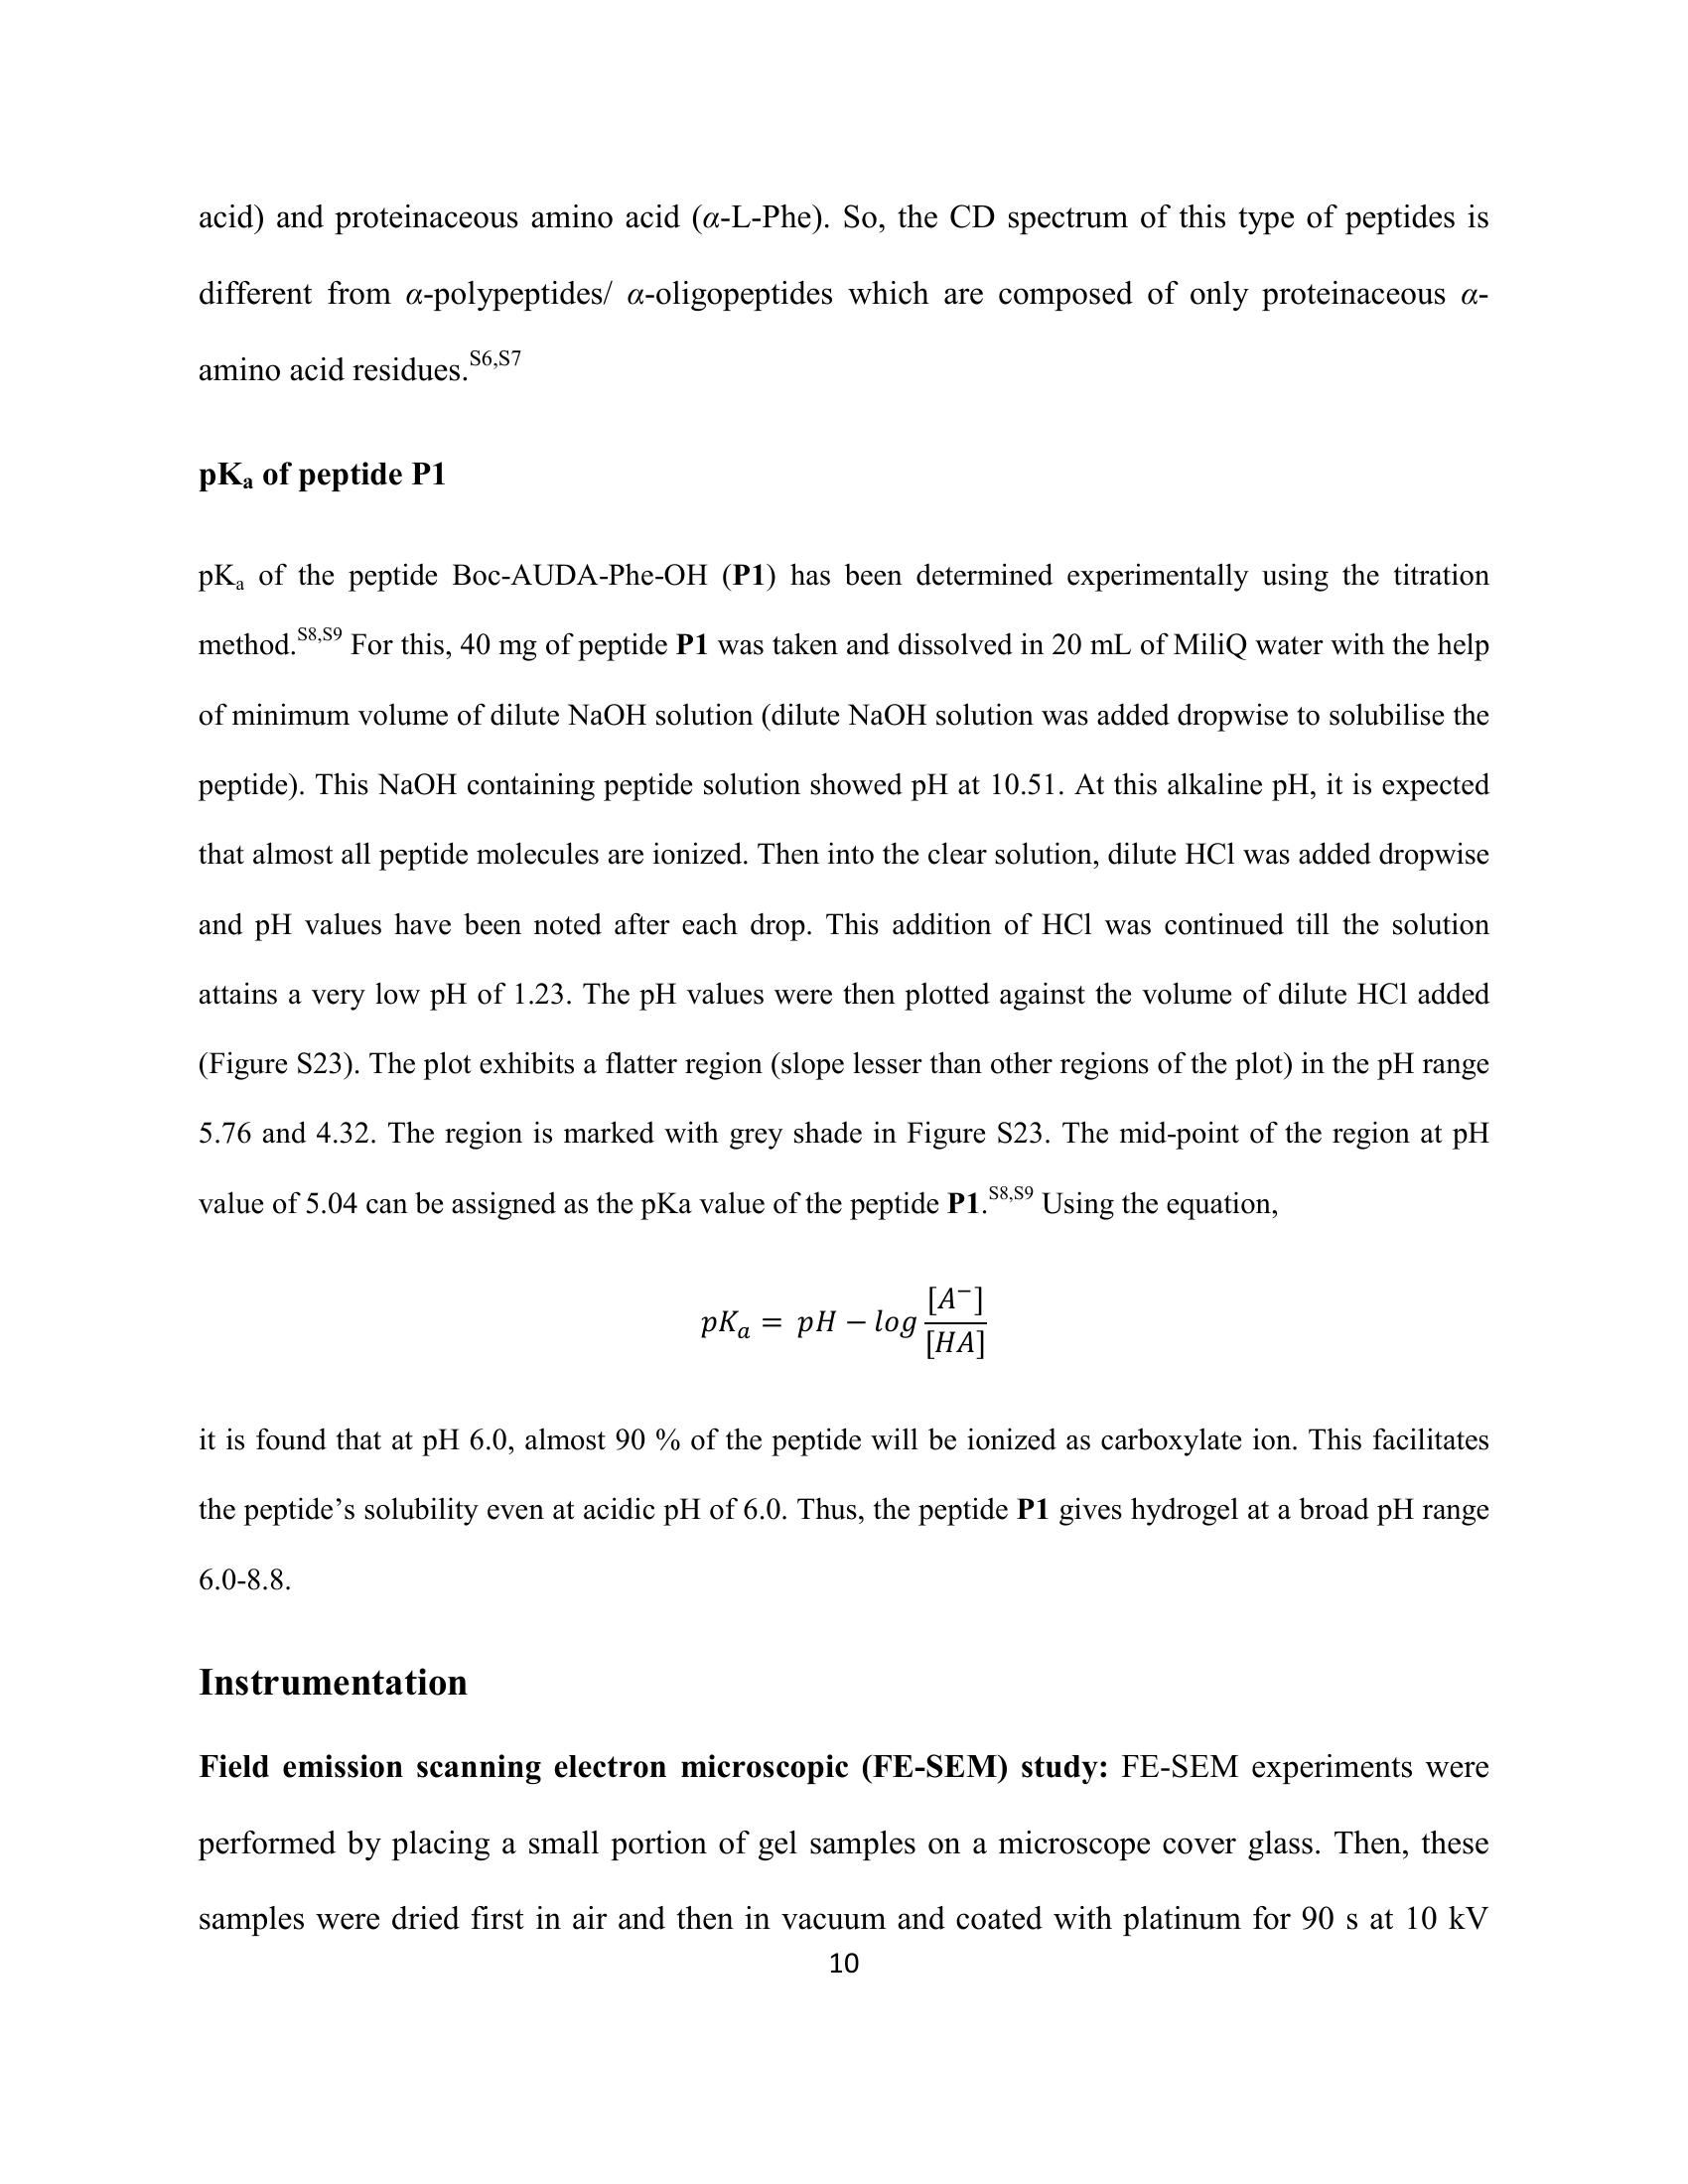 acid) and proteinaceous amino acid (α-L-Phe). So, the CD spectrum of this type of peptides is
different from α-polypeptides/ α-oligopeptides which are composed of only proteinaceous α-
amino acid residues.S6,S7
pKa of peptide P1
pKa of the peptide Boc-AUDA-Phe-OH (P1) has been determined experimentally using the titration
method.S8,S9 For this, 40 mg of peptide P1 was taken and dissolved in 20 mL of MiliQ water with the help
of minimum volume of dilute NaOH solution (dilute NaOH solution was added dropwise to solubilise the
peptide). This NaOH containing peptide solution showed pH at 10.51. At this alkaline pH, it is expected
that almost all peptide molecules are ionized. Then into the clear solution, dilute HCl was added dropwise
and pH values have been noted after each drop. This addition of HCl was continued till the solution
attains a very low pH of 1.23. The pH values were then plotted against the volume of dilute HCl added
(Figure S23). The plot exhibits a flatter region (slope lesser than other regions of the plot) in the pH range
5.76 and 4.32. The region is marked with grey shade in Figure S23. The mid-point of the region at pH
value of 5.04 can be assigned as the pKa value of the peptide P1.S8,S9 Using the equation,
pKa = pH − log [A−]/[HA]
it is found that at pH 6.0, almost 90 % of the peptide will be ionized as carboxylate ion. This facilitates
the peptide’s solubility even at acidic pH of 6.0. Thus, the peptide P1 gives hydrogel at a broad pH range
6.0-8.8.
Instrumentation
Field emission scanning electron microscopic (FE-SEM) study: FE-SEM experiments were
performed by placing a small portion of gel samples on a microscope cover glass. Then, these
samples were dried first in air and then in vacuum and coated with platinum for 90 s at 10 kV
10